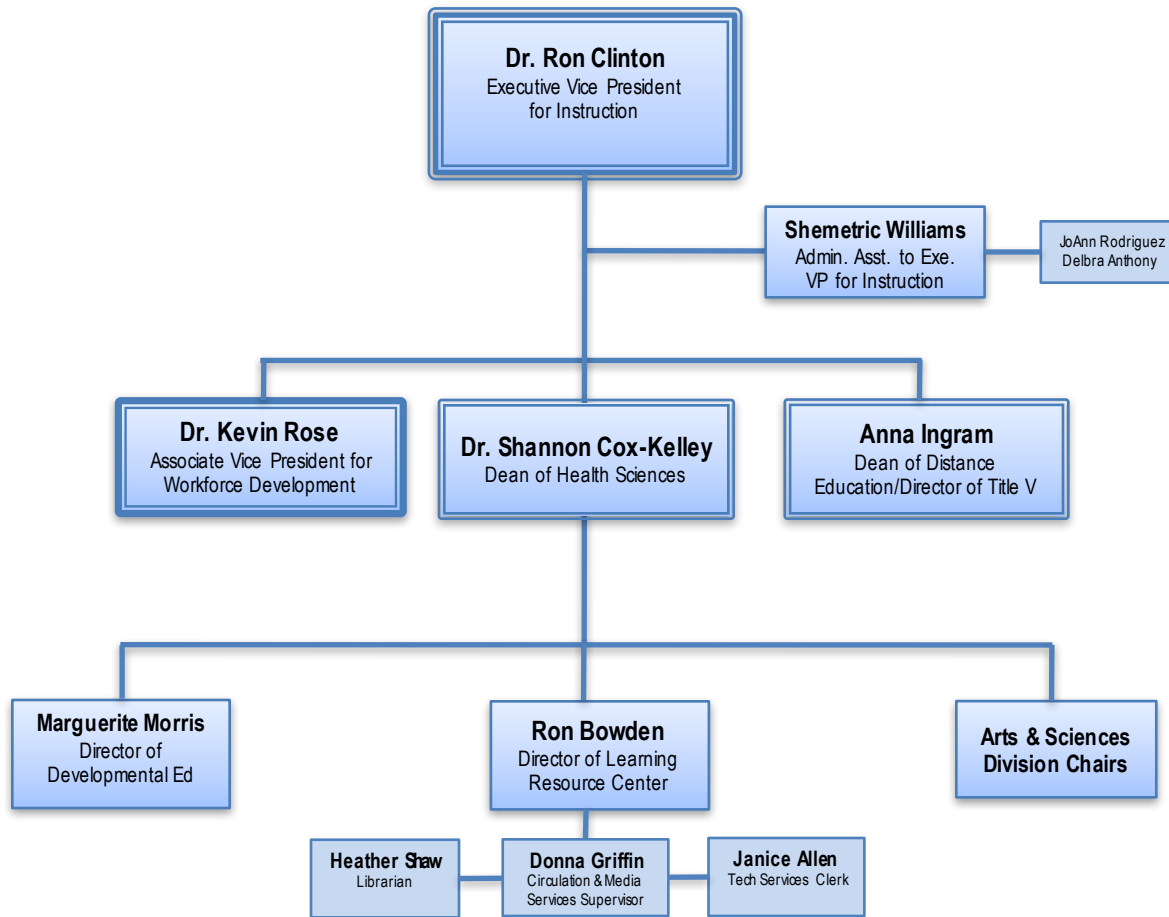 Dr. Ron Clinton
Executive Vice President
for Instruction
Shemetric Williams
Admin. Asst. to Exe.
VP for Instruction
JoAnn Rodriguez
Delbra Anthony
Dr. Kevin Rose
Associate Vice President for
Workforce Development
Dr. Shannon Cox-Kelley
Dean of Health Sciences
Anna Ingram
Dean of Distance
Education/Director of Title V
Marguerite Morris
Director of
Developmental Ed
Ron Bowden
Director of Learning
Resource Center
Arts & Sciences
Division Chairs
Heather Shaw
Librarian
Donna Griffin
Circulation & Media
Services Supervisor
Janice Allen
Tech Services Clerk